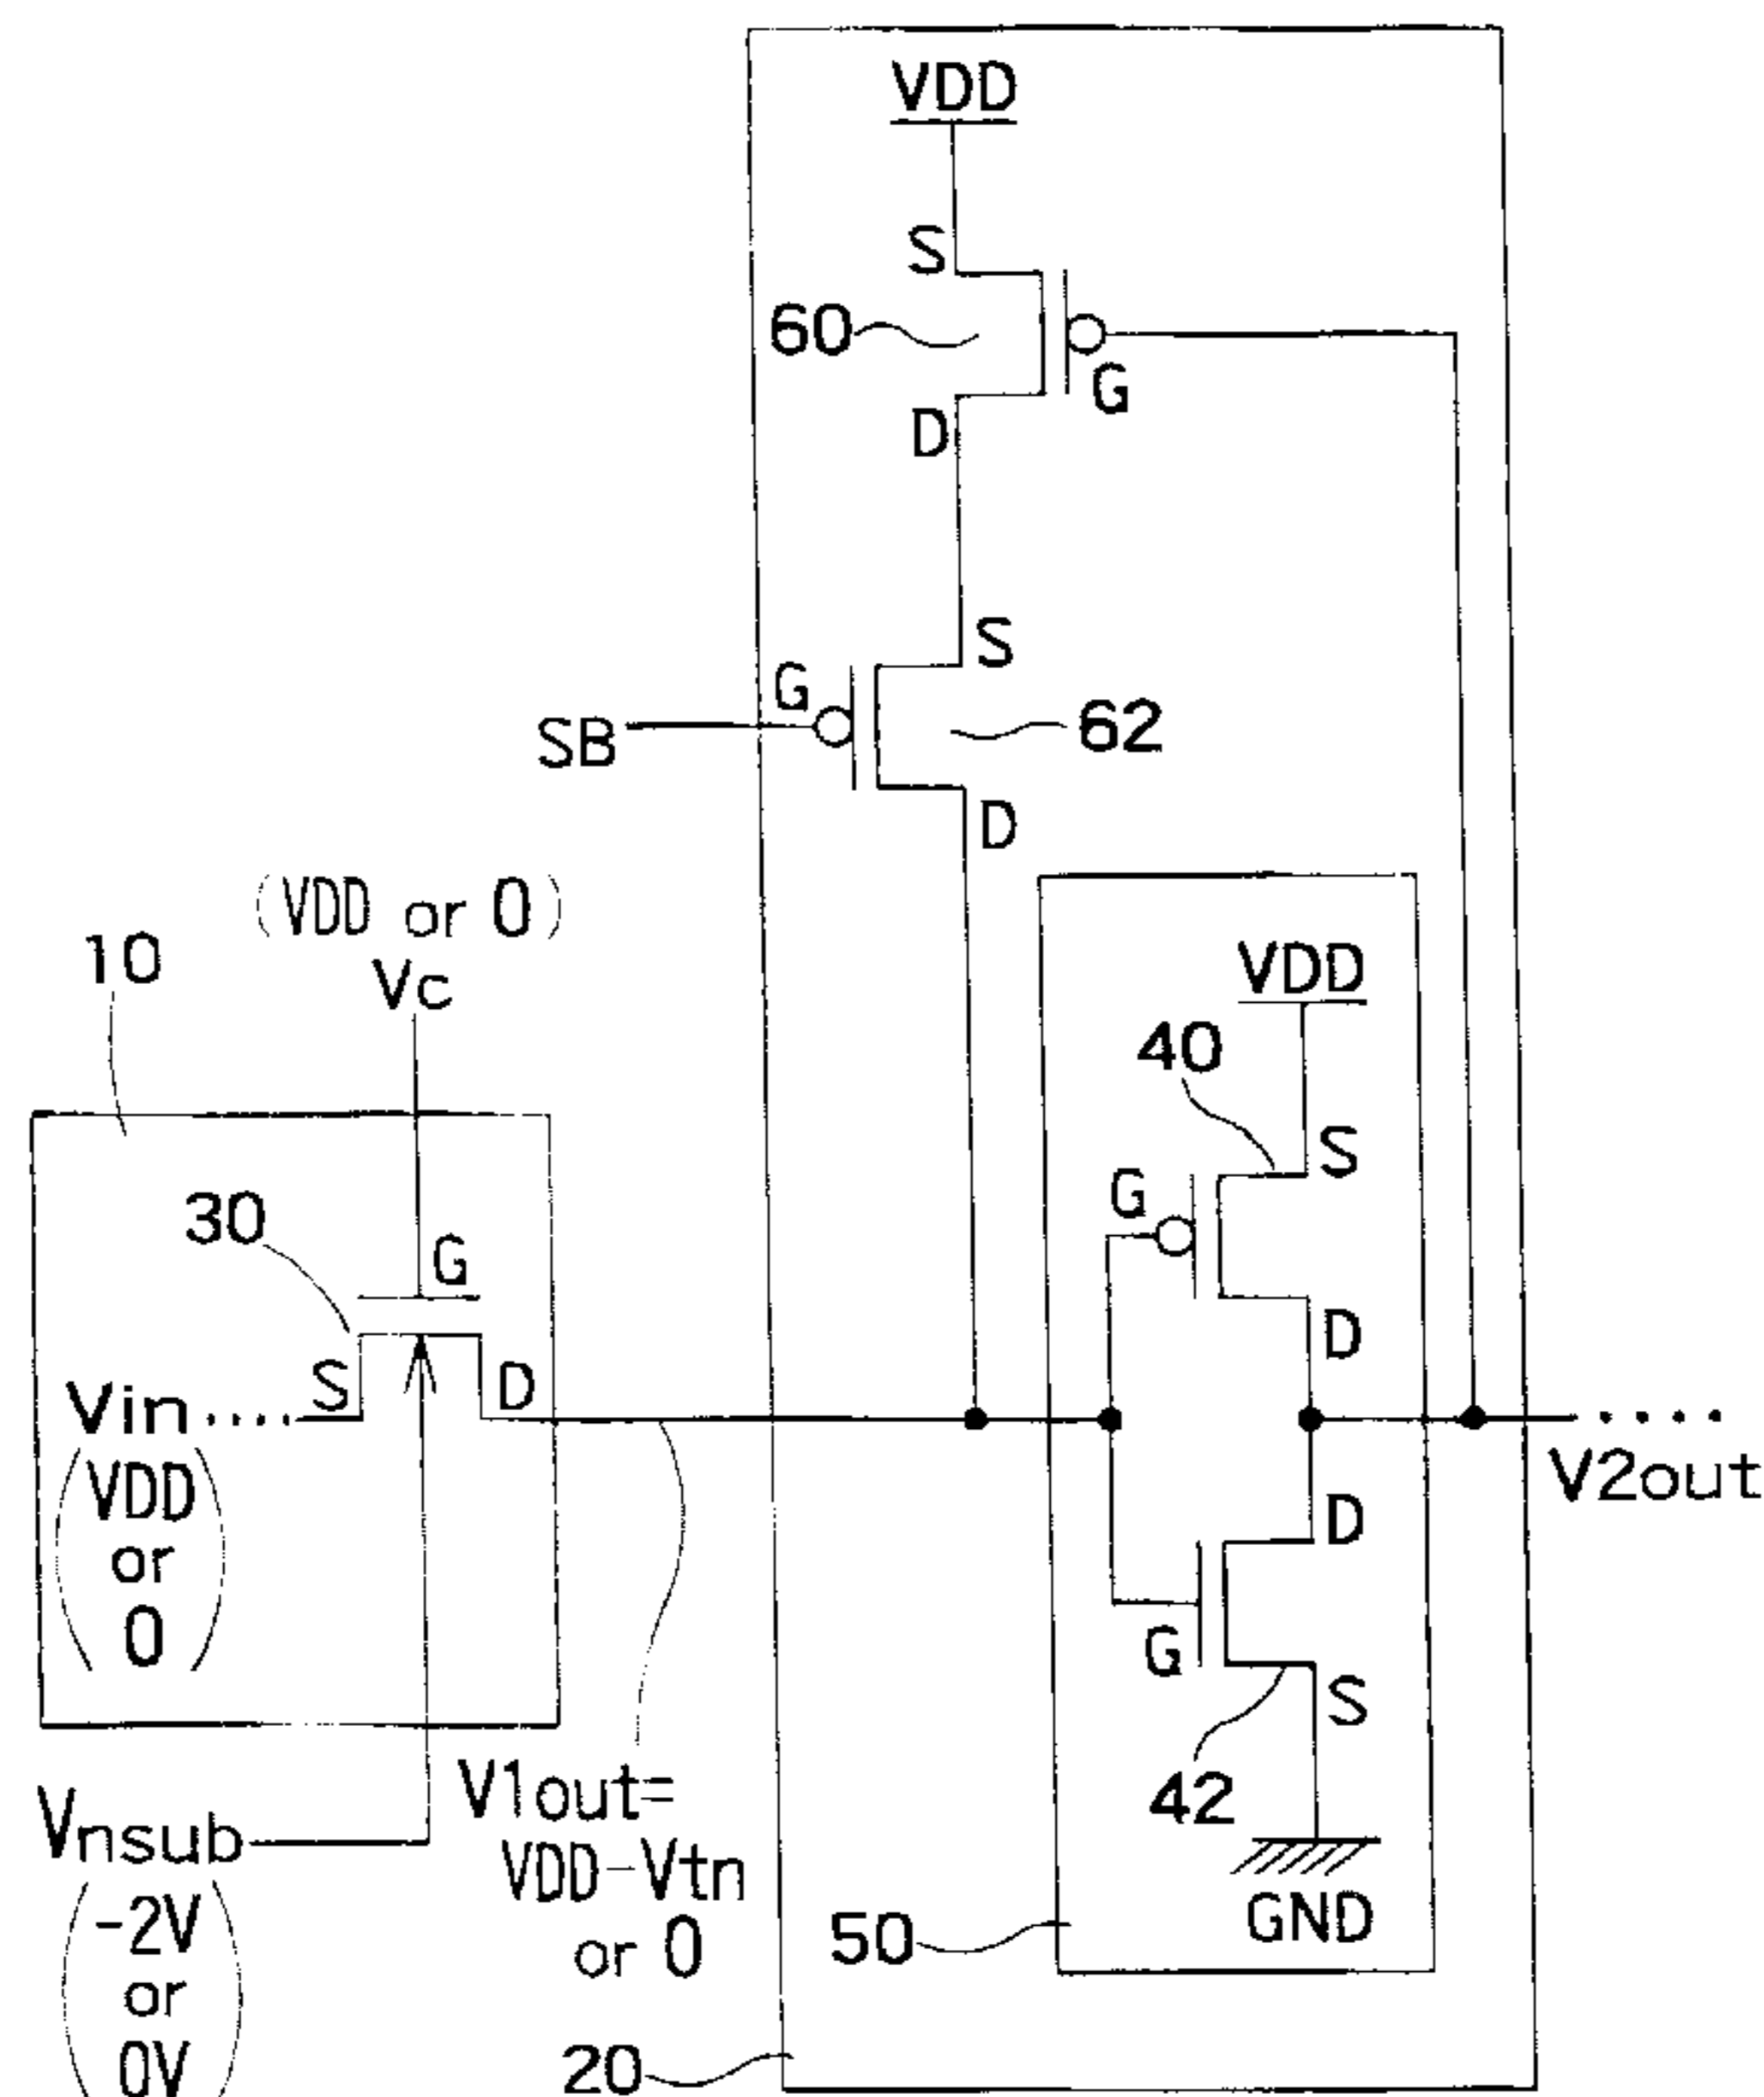 VDD
S
60
G
D
S
G
SB
62
D
(VDD or 0)
10
Vc
VDD
40
S
G
30
G
D
S
D
Vin
(VDD
or
0)
V2out
D
G
S
V1out=
VDD-Vtn
or 0
42
Vnsub
(-2V
or
0V)
50
GND
20